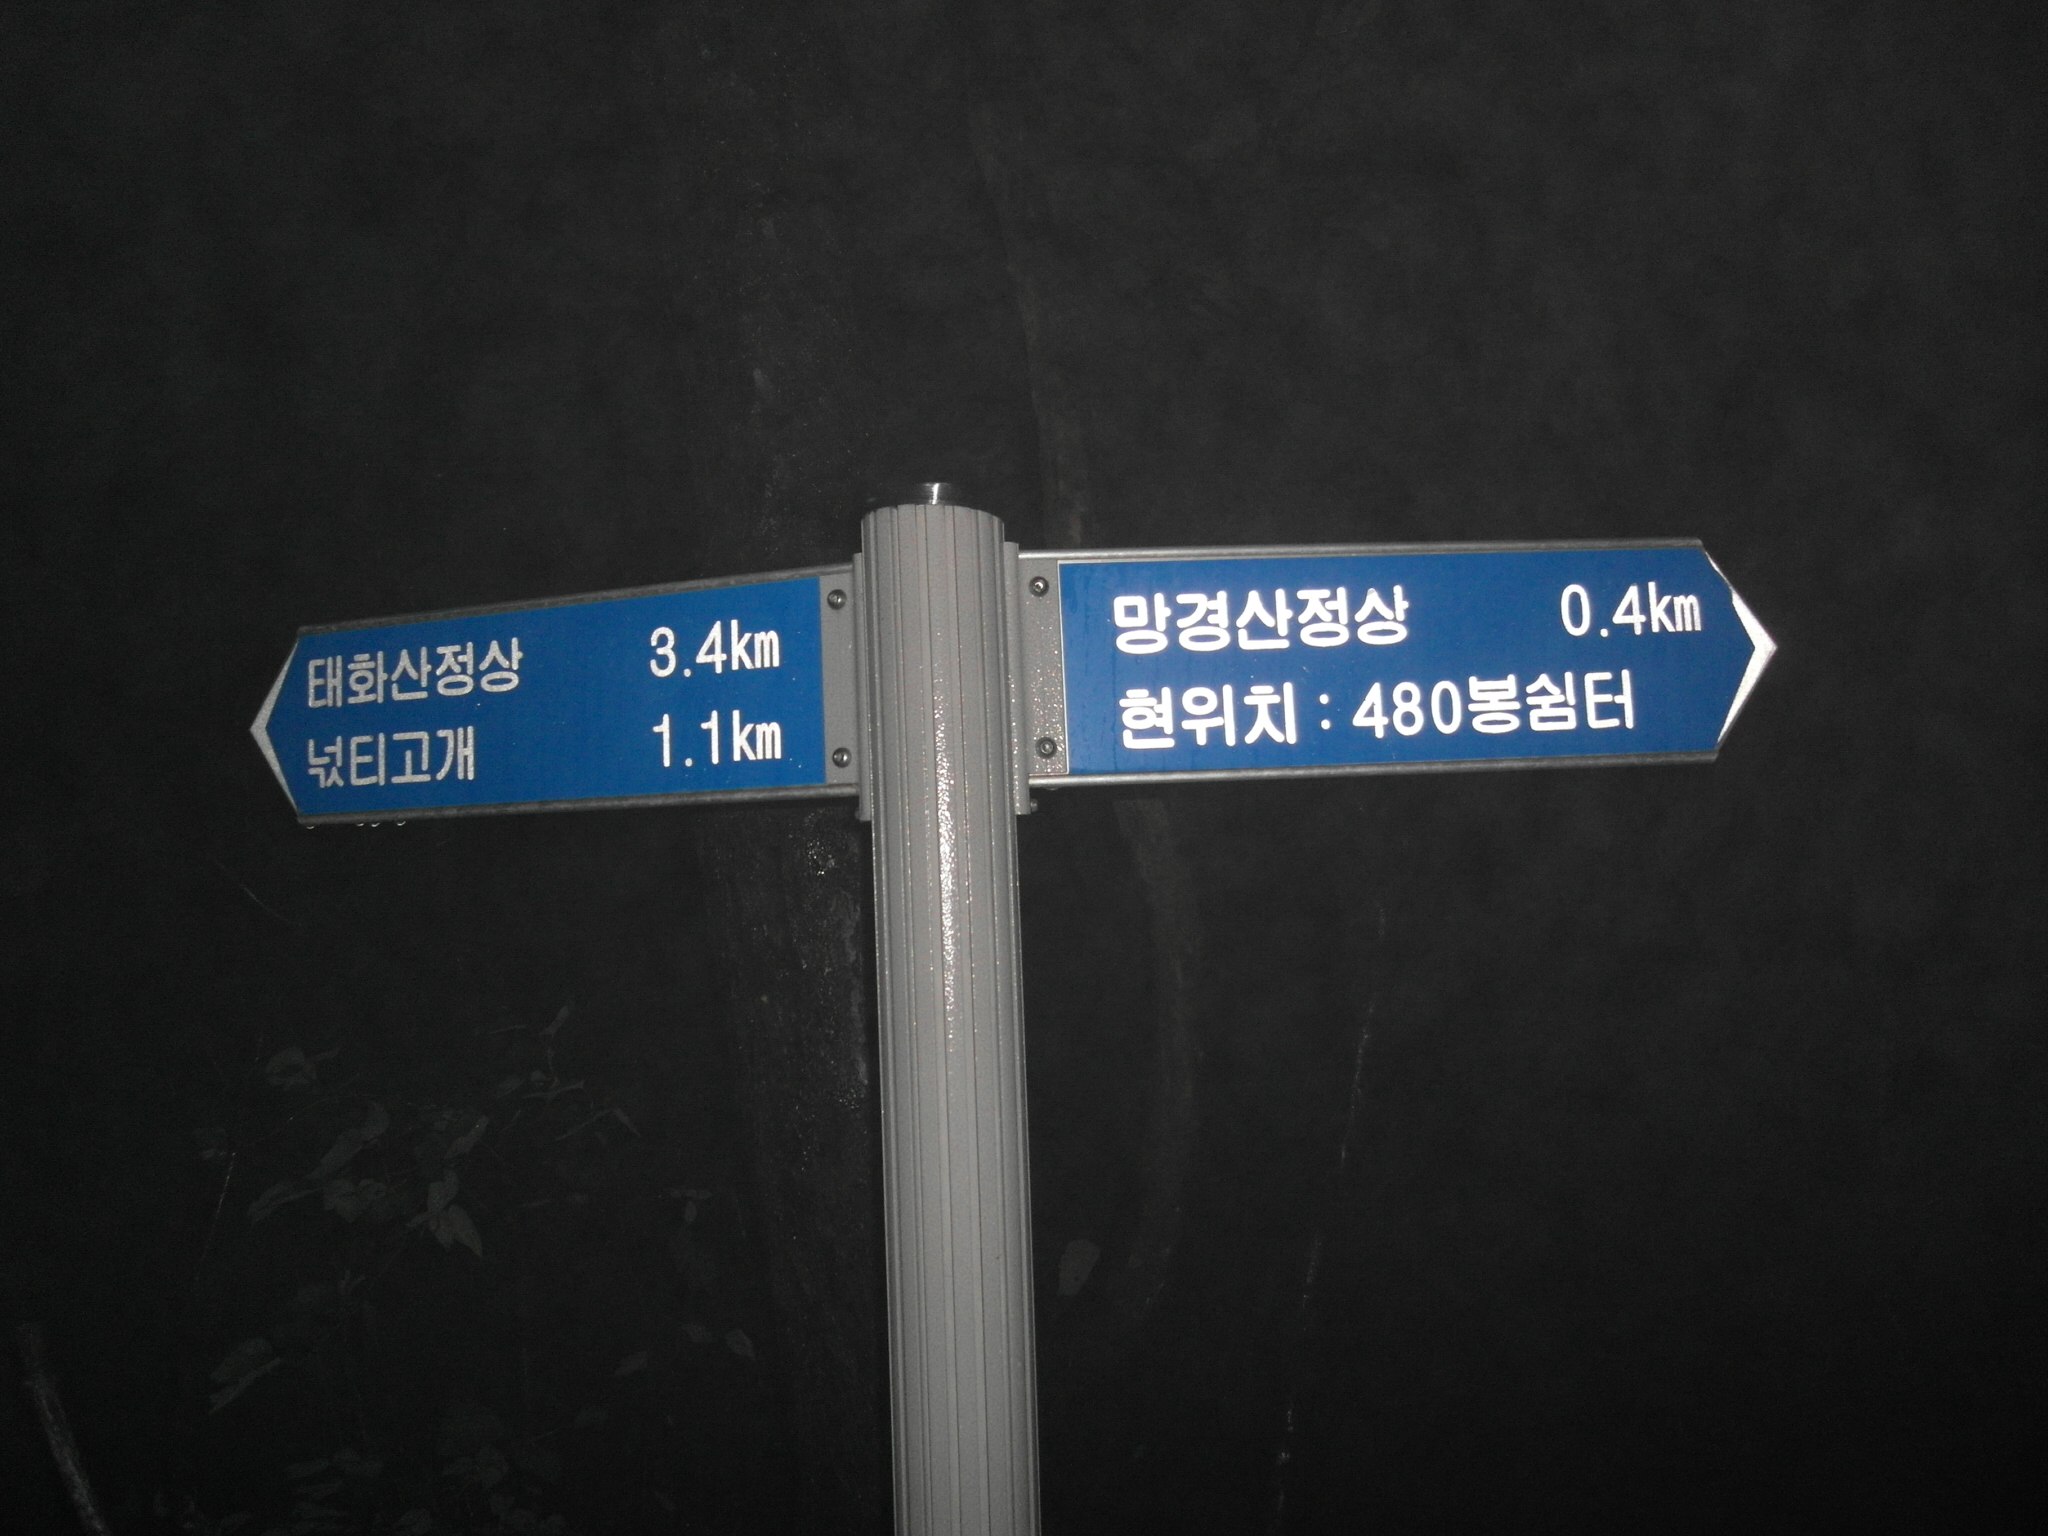 태화산정상 3.4km
넋티고개 1.1km
망경산정상 0.4km
현위치 : 480봉쉼터